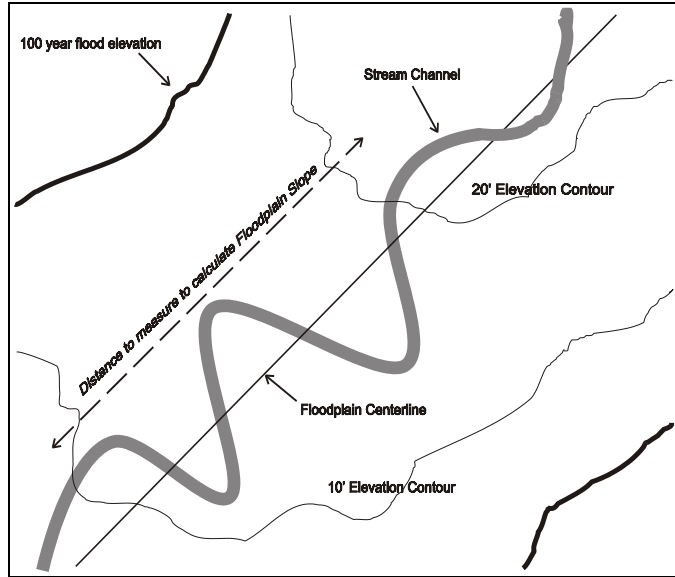 100 year flood elevation
Stream Channel
20' Elevation Contour
Distance to measure to calculate Floodplain Slope
Floodplain Centerline
10' Elevation Contour